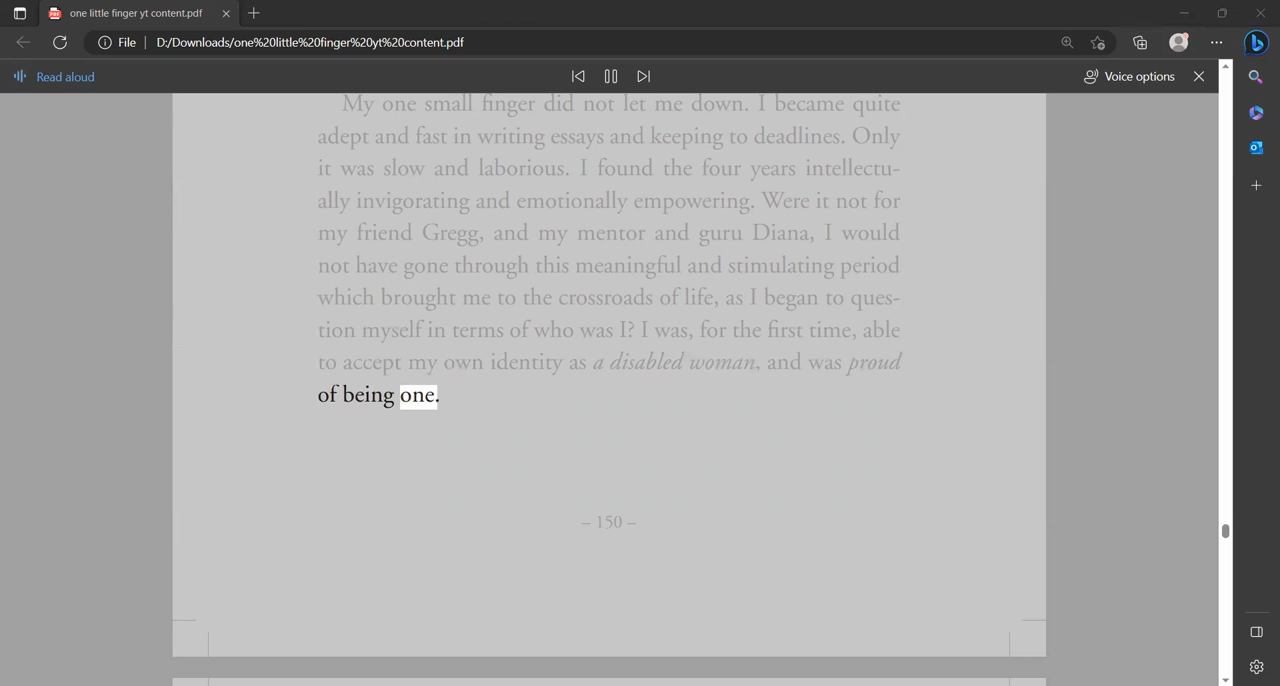 one little finger yt content.pdf
File
D:/Downloads/one%20little%20finger%20yt%20content.pdf
Read aloud
Voice options
My one small finger did not let me down. I became quite
adept and fast in writing essays and keeping to deadlines. Only
it was slow and laborious. I found the four years intellectu-
ally invigorating and emotionally empowering. Were it not for
my friend Gregg, and my mentor and guru Diana, I would
not have gone through this meaningful and stimulating period
which brought me to the crossroads of life, as I began to ques-
tion myself in terms of who was I? I was, for the first time, able
to accept my own identity as a disabled woman, and was proud
of being one.
– 150 –